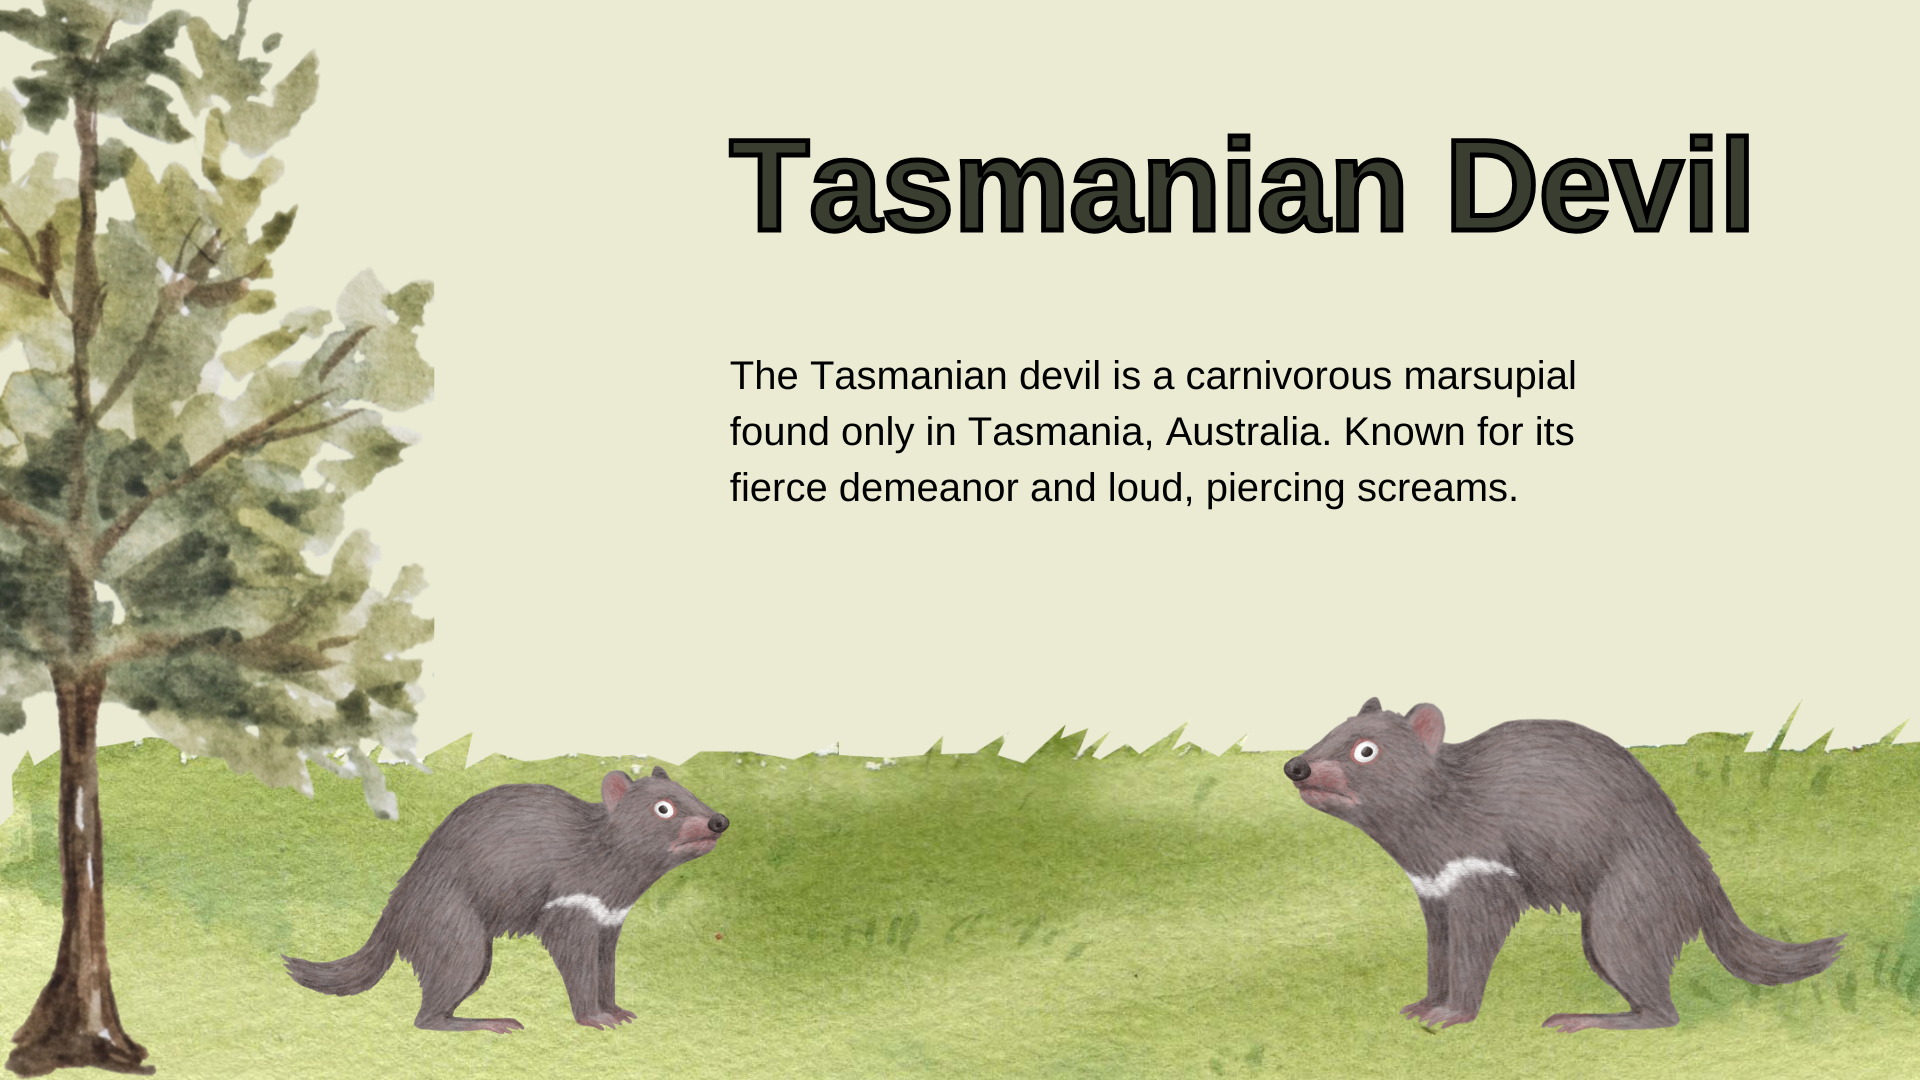 Tasmanian Devil
The Tasmanian devil is a carnivorous marsupial
found only in Tasmania, Australia. Known for its
fierce demeanor and loud, piercing screams.